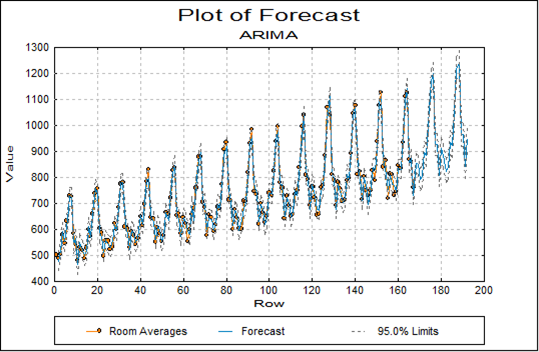 Plot of Forecast
ARIMA
1300
1200
1100
1000
900
800
700
600
500
400
Value
0 20 40 60 80 100 120 140 160 180 200
Row
Room Averages Forecast 95.0% Limits